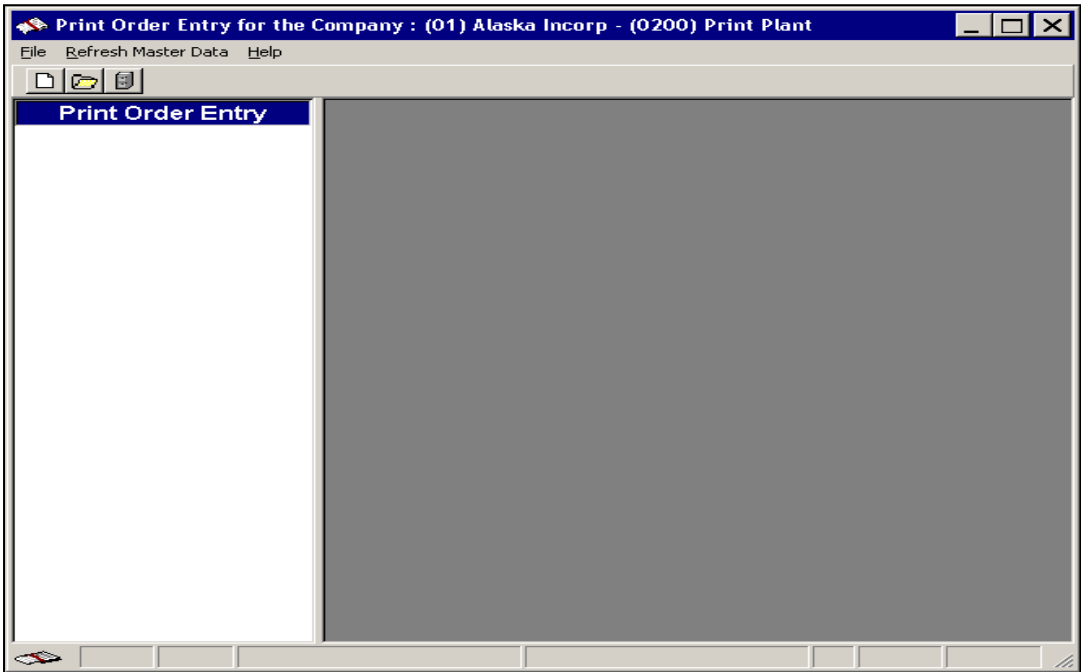 Print Order Entry for the Company : (01) Alaska Incorp - (0200) Print Plant
File Refresh Master Data Help
Print Order Entry